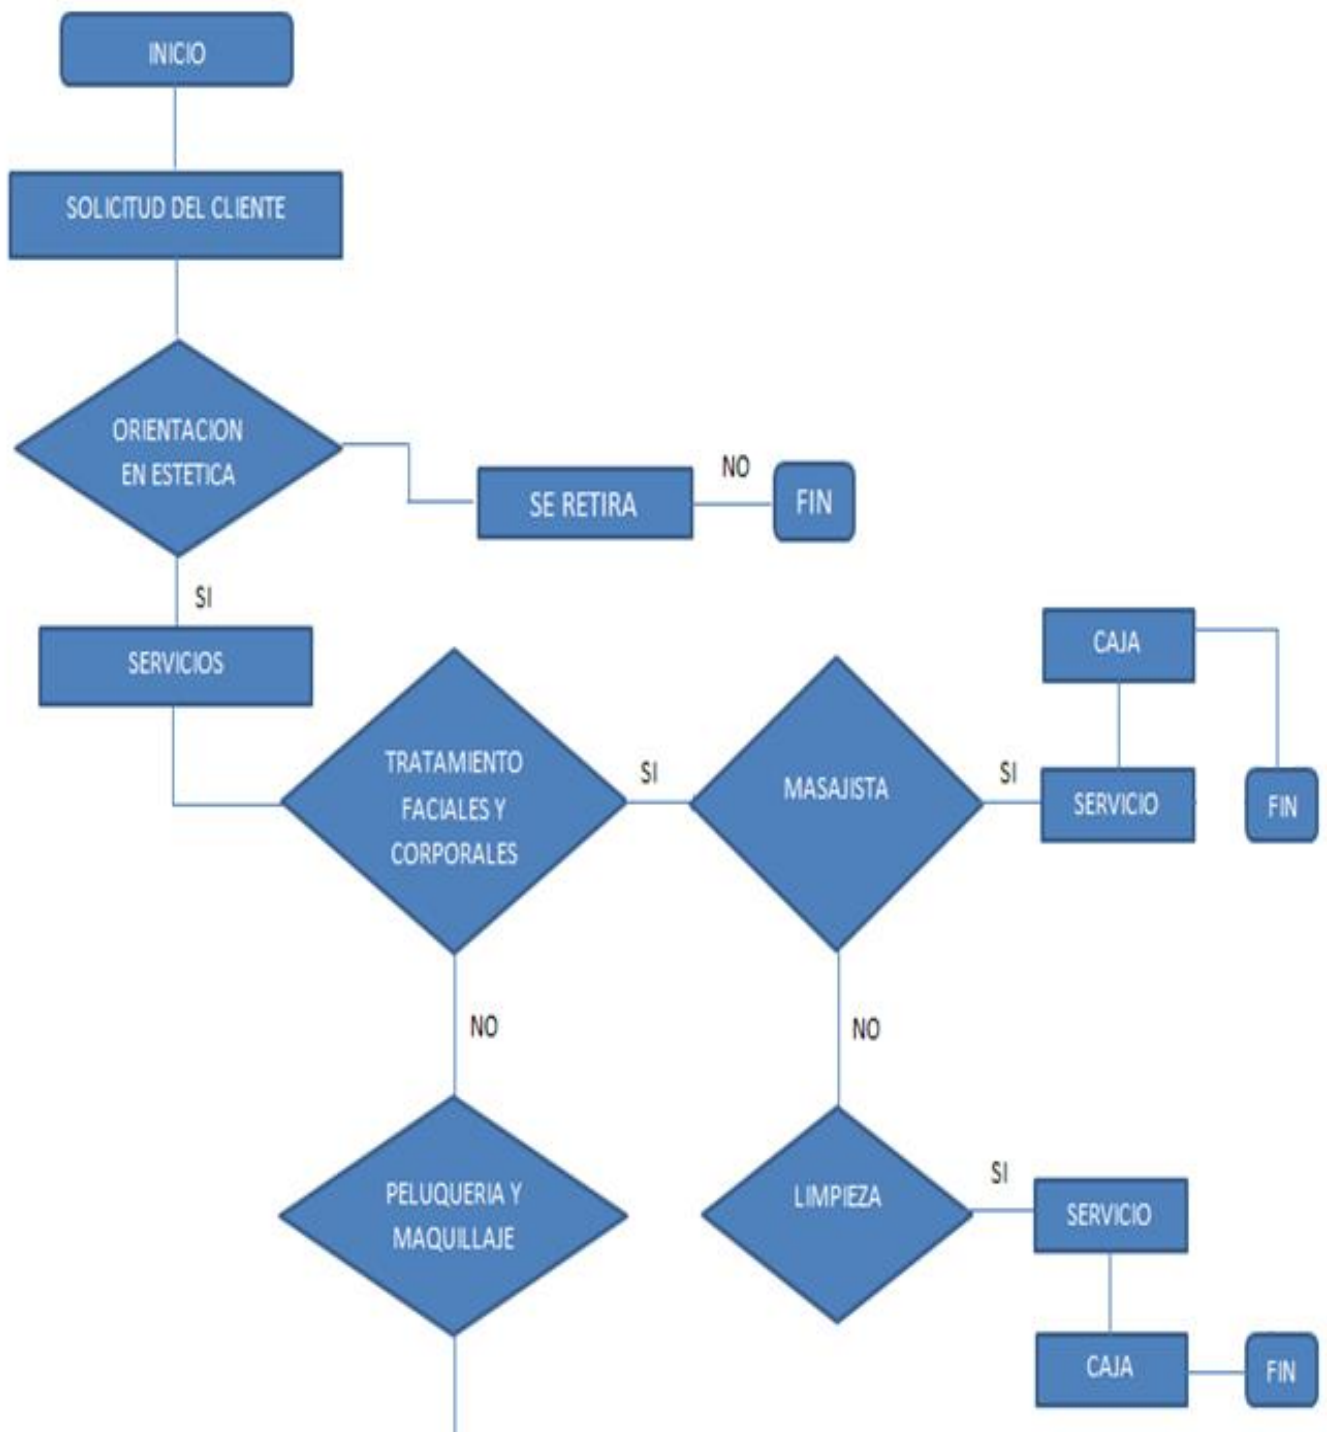 INICIO
SOLICITUD DEL CLIENTE
ORIENTACION
EN ESTETICA
SE RETIRA
NO
FIN
SI
SERVICIOS
TRATAMIENTO
FACIALES Y
CORPORALES
SI
MASAJISTA
SI
SERVICIO
CAJA
FIN
NO
NO
PELUQUERIA Y
MAQUILLAJE
LIMPIEZA
SI
SERVICIO
CAJA
FIN